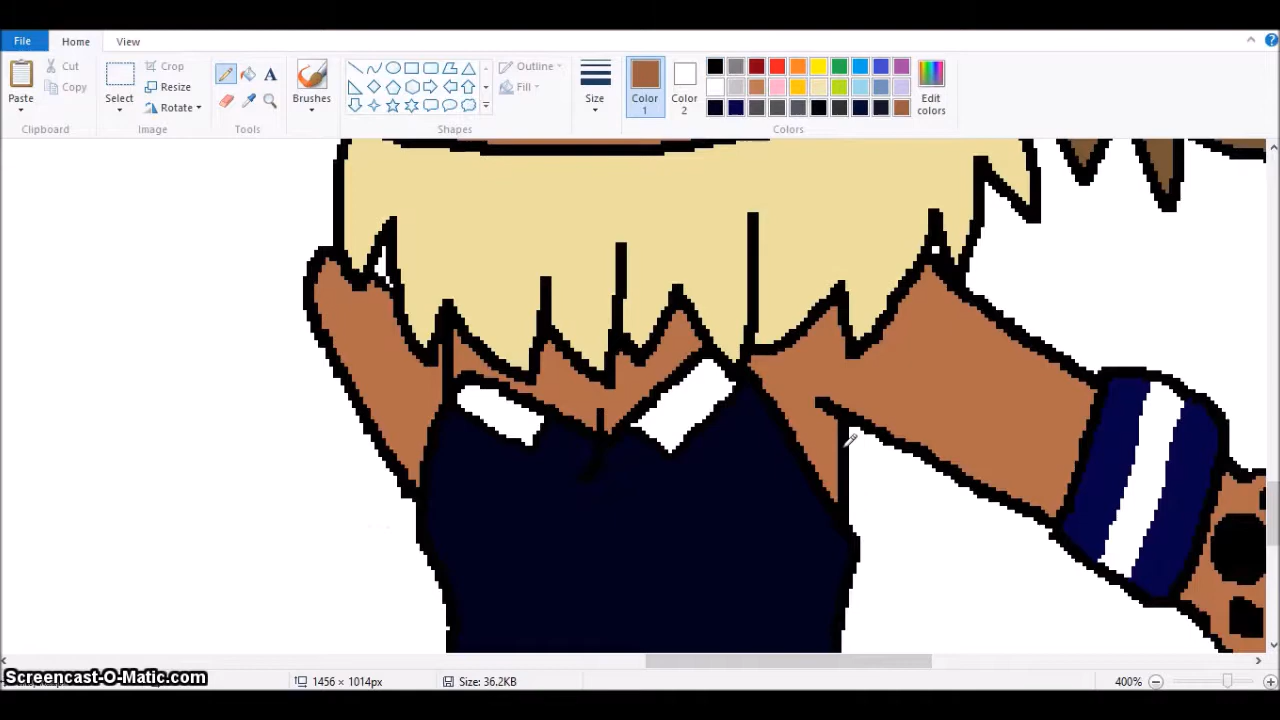 File Home View
Paste Cut Copy Clipboard
Select Crop Resize Rotate Image
Tools
Brushes
Outline Fill Shapes
Size
Color 1 Color 2 Edit colors Colors
Screencast-O-Matic.com
1456 × 1014px Size: 36.2KB 400%